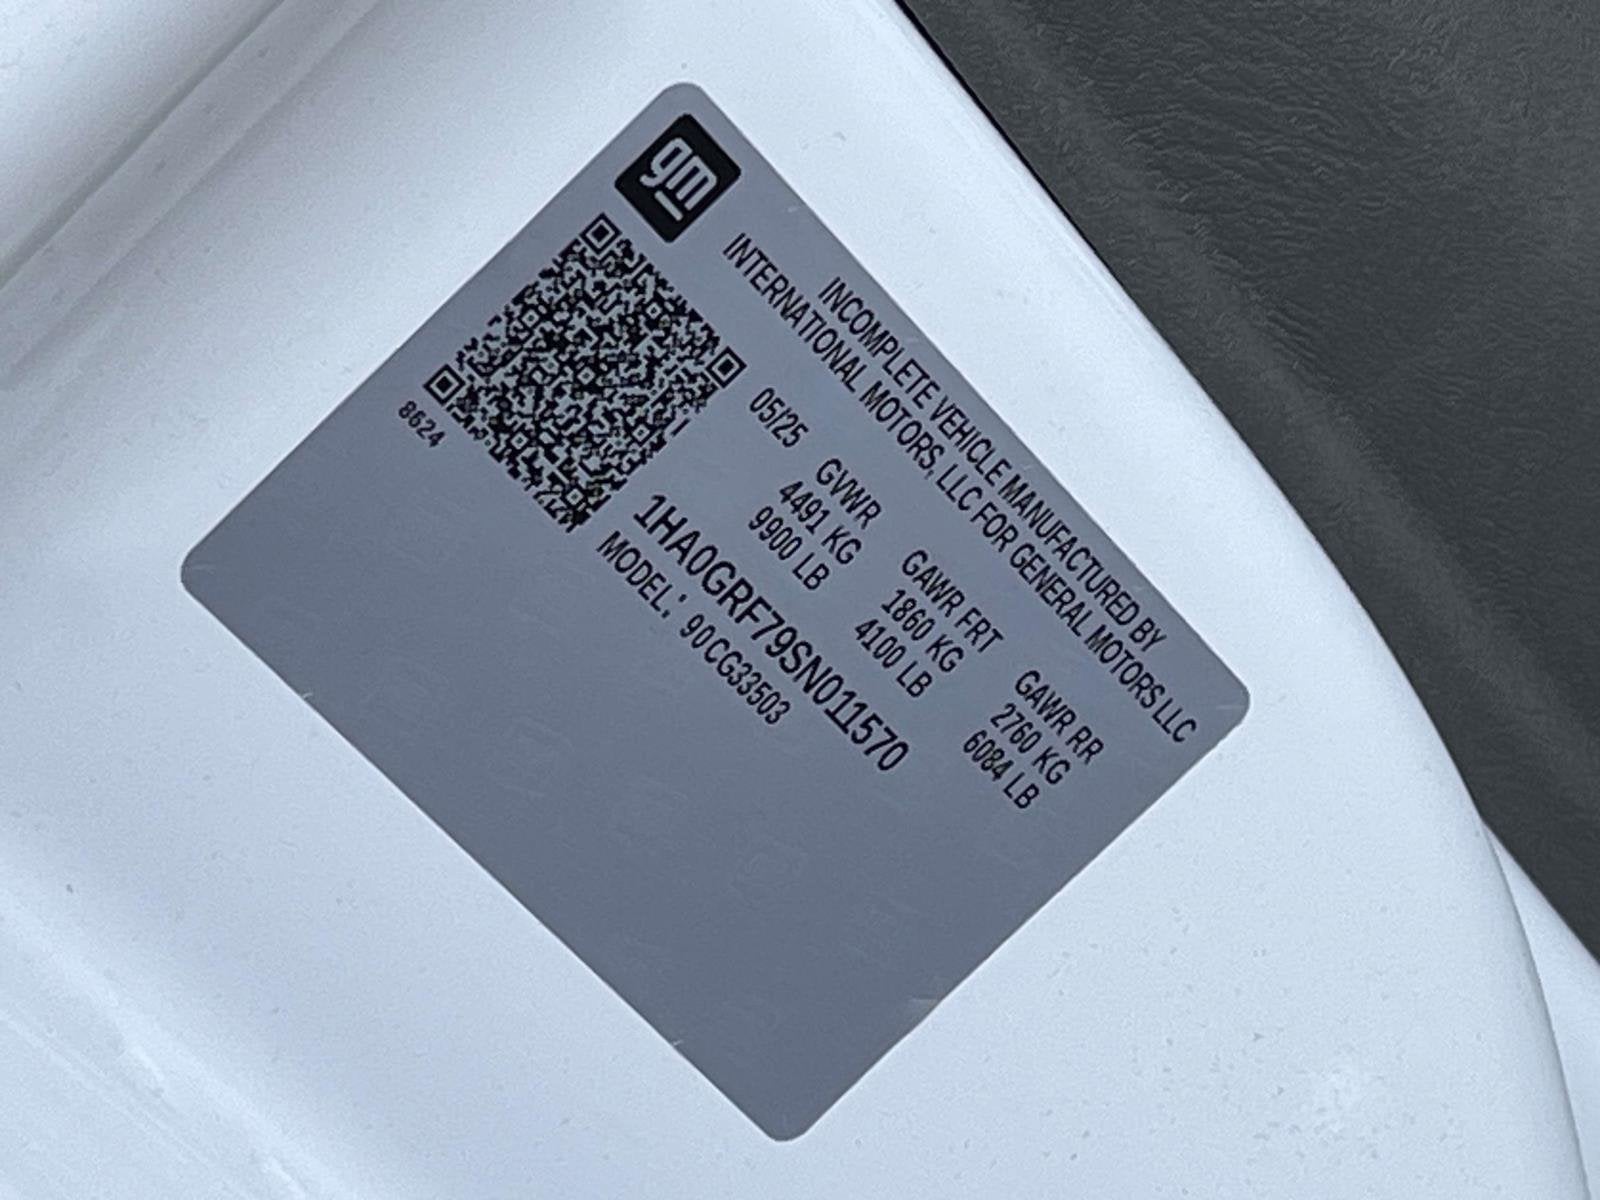 gm
INCOMPLETE VEHICLE MANUFACTURED BY
INTERNATIONAL MOTORS, LLC FOR GENERAL MOTORS LLC
05/25 GVWR GAWR FRT GAWR RR
4491 KG 1860 KG 2760 KG
9900 LB 4100 LB 6084 LB
1HA0GRF79SN011570
MODEL: 90CG33503
8624